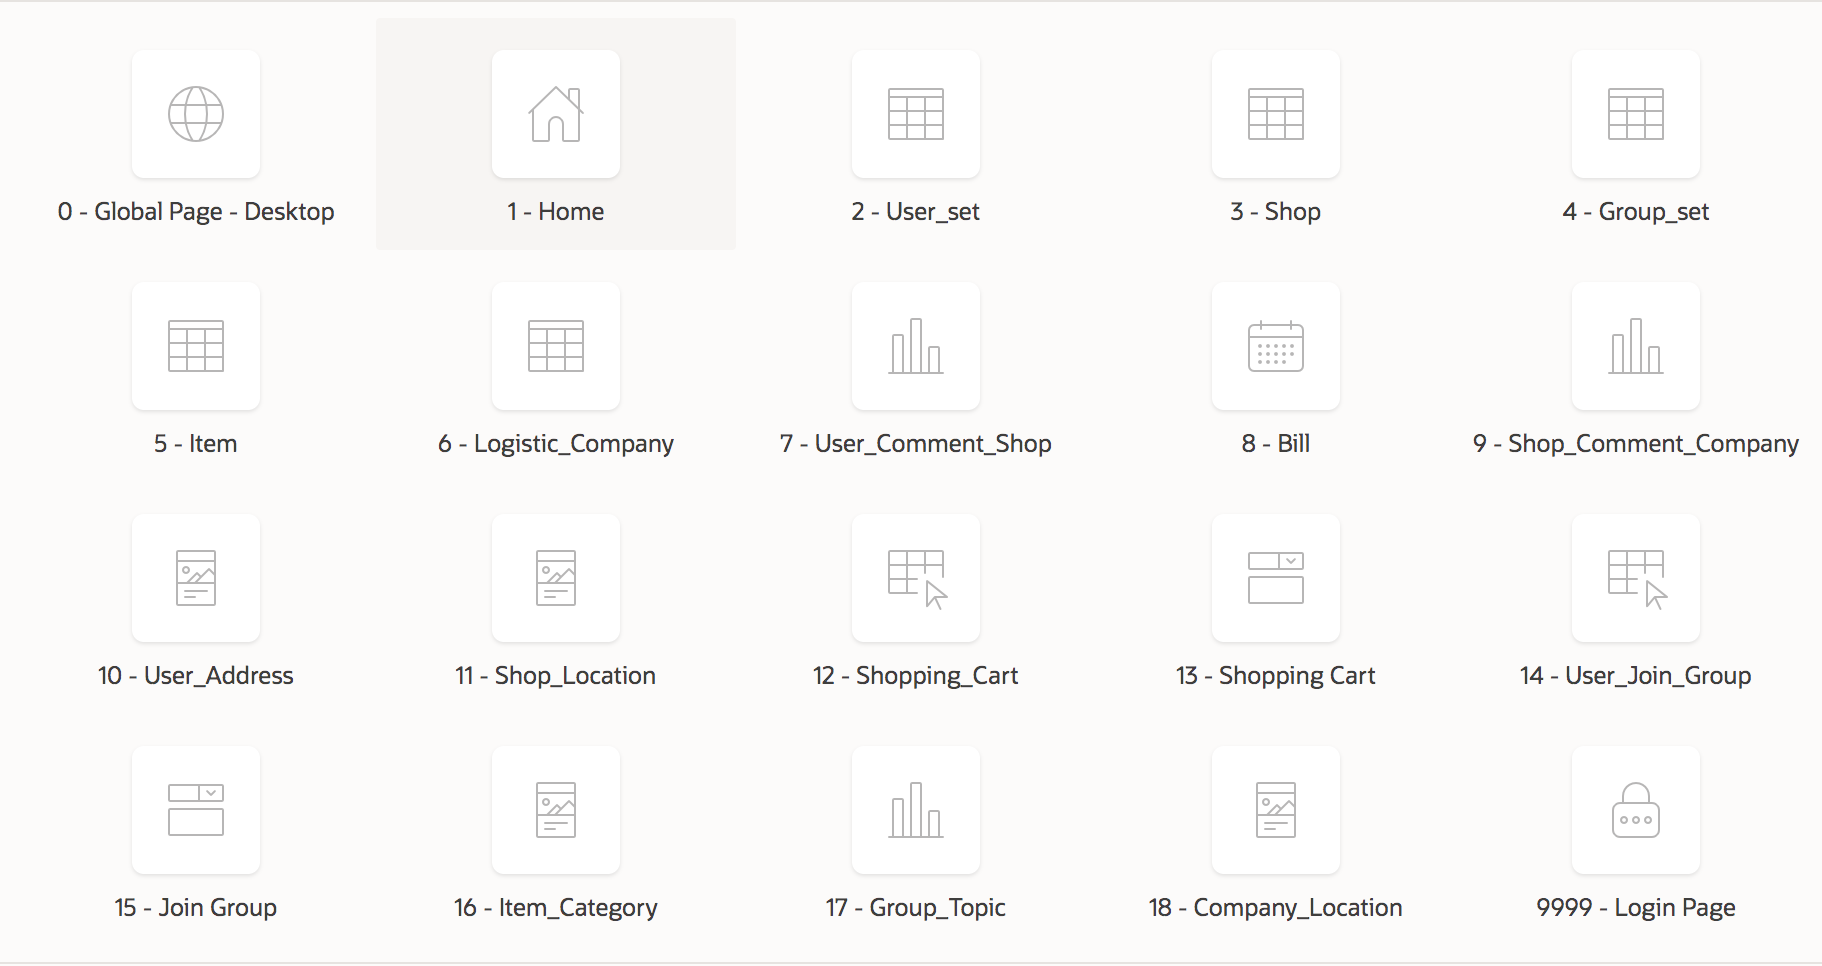 0 - Global Page - Desktop
1 - Home
2 - User_set
3 - Shop
4 - Group_set
5 - Item
6 - Logistic_Company
7 - User_Comment_Shop
8 - Bill
9 - Shop_Comment_Company
10 - User_Address
11 - Shop_Location
12 - Shopping_Cart
13 - Shopping Cart
14 - User_Join_Group
15 - Join Group
16 - Item_Category
17 - Group_Topic
18 - Company_Location
9999 - Login Page